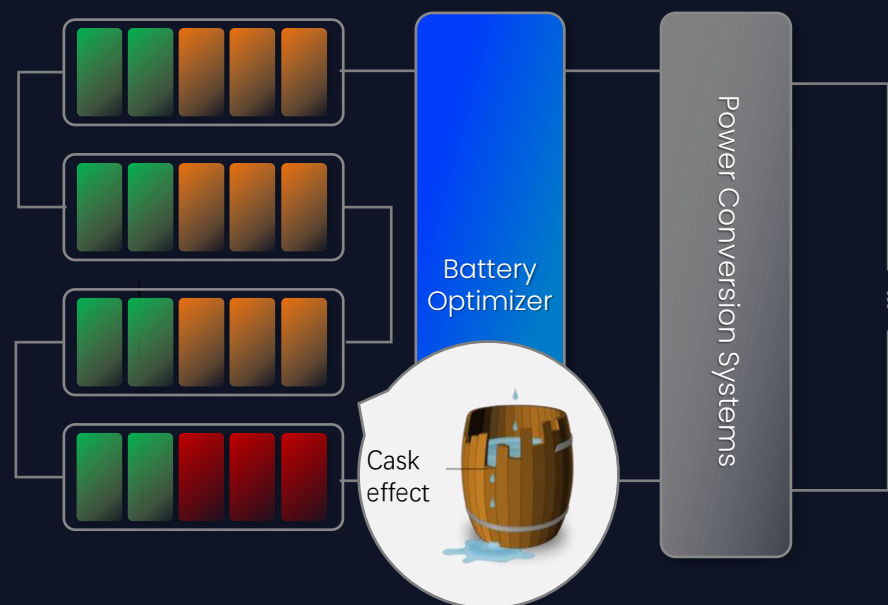 Battery
Optimizer
Power Conversion Systems
Cask
effect